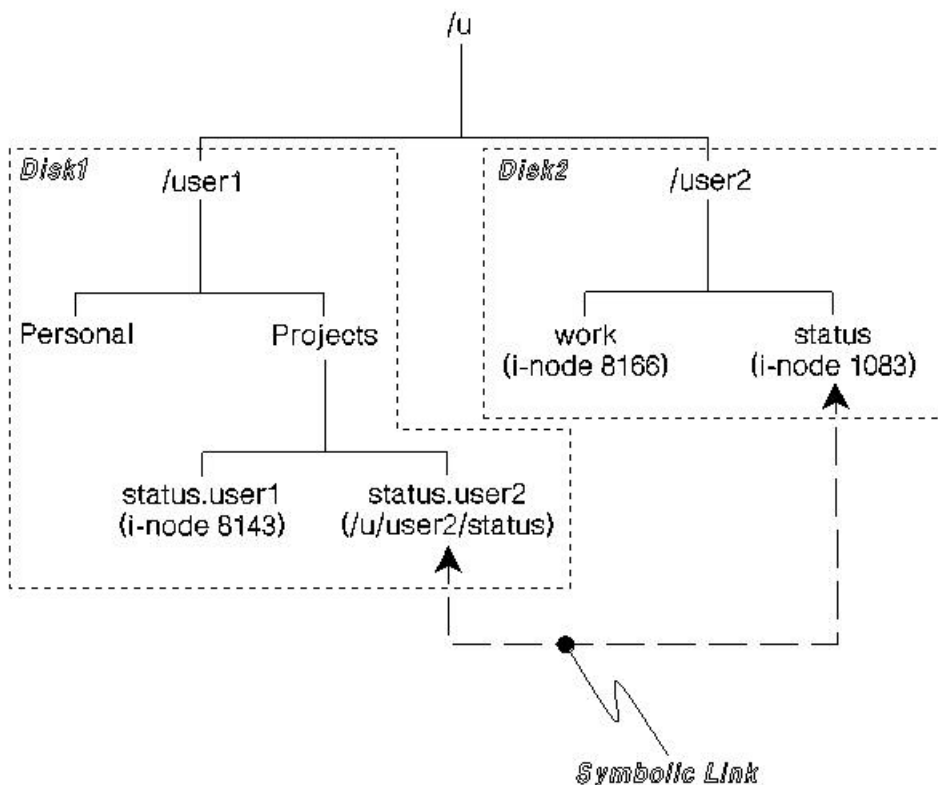 /u
Disk1
/user1
Disk2
/user2
Personal
Projects
work
(i-node 8166)
status
(i-node 1083)
status.user1
(i-node 8143)
status.user2
(/u/user2/status)
Symbolic Link